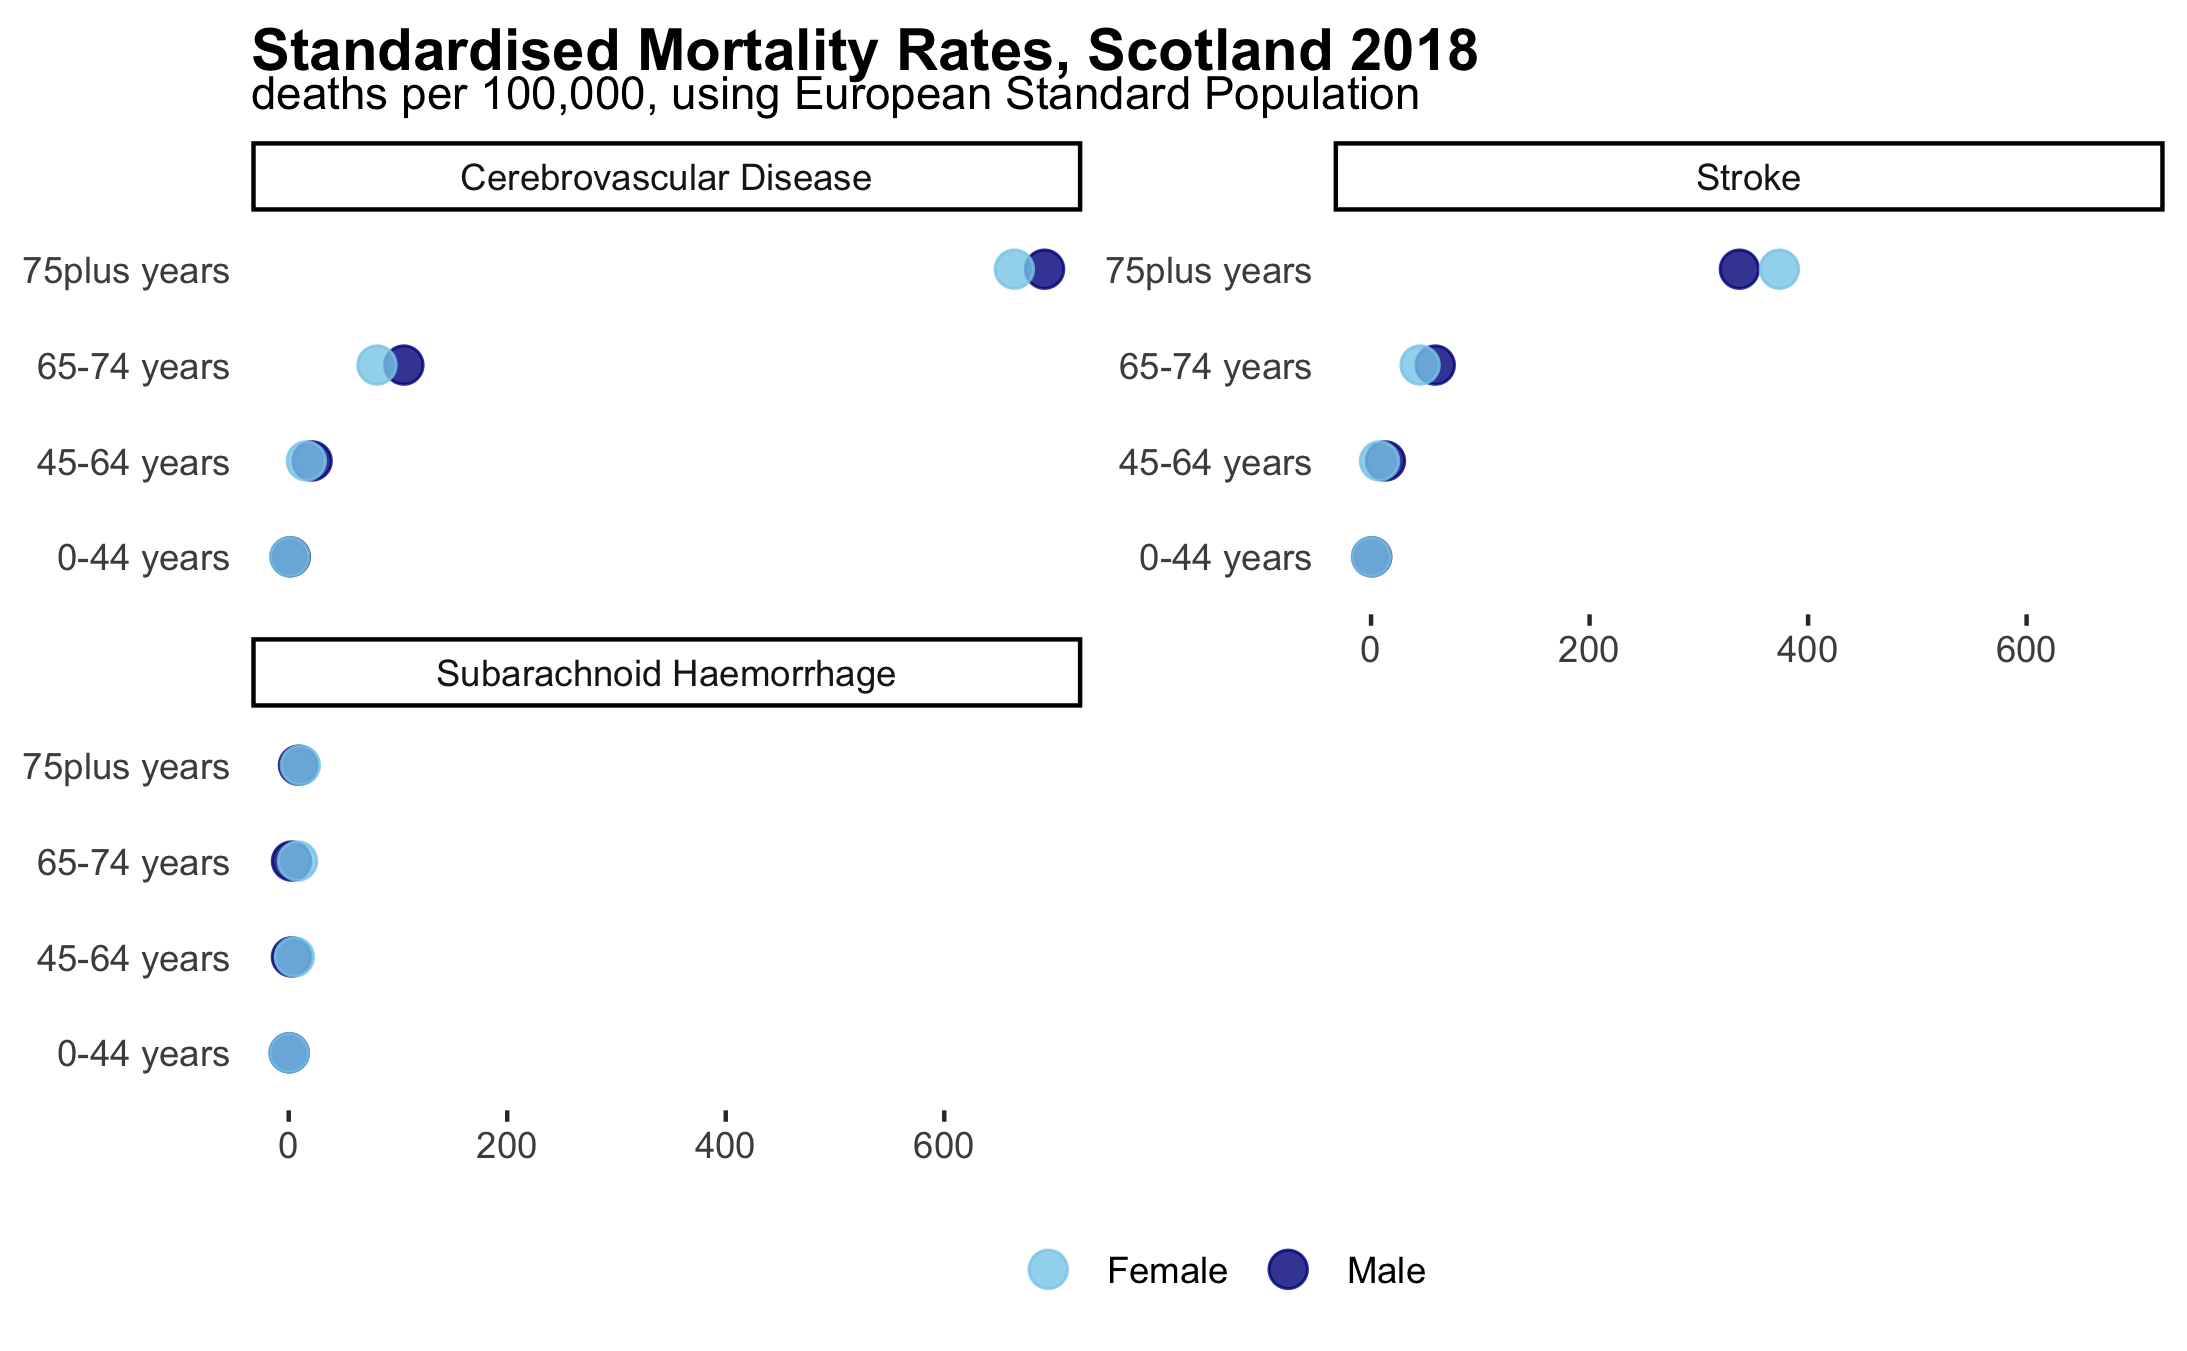 Standardised Mortality Rates, Scotland 2018
deaths per 100,000, using European Standard Population
Cerebrovascular Disease
75plus years
65-74 years
45-64 years
0-44 years
Stroke
75plus years
65-74 years
45-64 years
0-44 years
0 200 400 600
Subarachnoid Haemorrhage
75plus years
65-74 years
45-64 years
0-44 years
0 200 400 600
Female Male